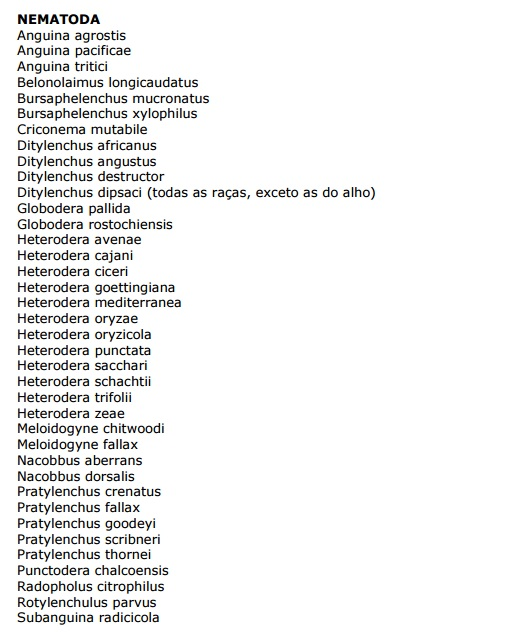 NEMATODA
Anguina agrostis
Anguina pacificae
Anguina tritici
Belonolaimus longicaudatus
Bursaphelenchus mucronatus
Bursaphelenchus xylophilus
Criconema mutabile
Ditylenchus africanus
Ditylenchus angustus
Ditylenchus destructor
Ditylenchus dipsaci (todas as raças, exceto as do alho)
Globodera pallida
Globodera rostochiensis
Heterodera avenae
Heterodera cajani
Heterodera ciceri
Heterodera goettingiana
Heterodera mediterranea
Heterodera oryzae
Heterodera oryzicola
Heterodera punctata
Heterodera sacchari
Heterodera schachtii
Heterodera trifolii
Heterodera zeae
Meloidogyne chitwoodi
Meloidogyne fallax
Nacobbus aberrans
Nacobbus dorsalis
Pratylenchus crenatus
Pratylenchus fallax
Pratylenchus goodeyi
Pratylenchus scribneri
Pratylenchus thornei
Punctodera chalcoensis
Radopholus citrophilus
Rotylenchulus parvus
Subanguina radicicola